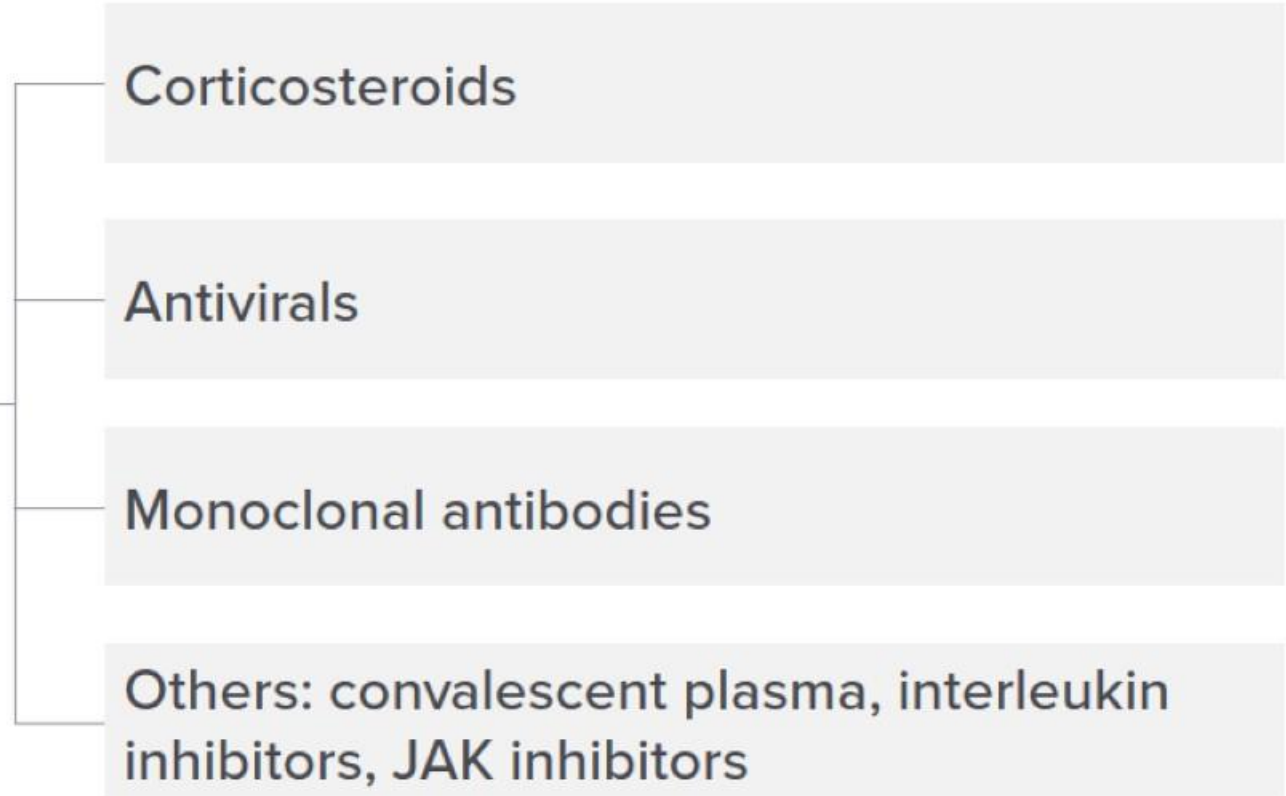 Corticosteroids
Antivirals
Monoclonal antibodies
Others: convalescent plasma, interleukin
inhibitors, JAK inhibitors